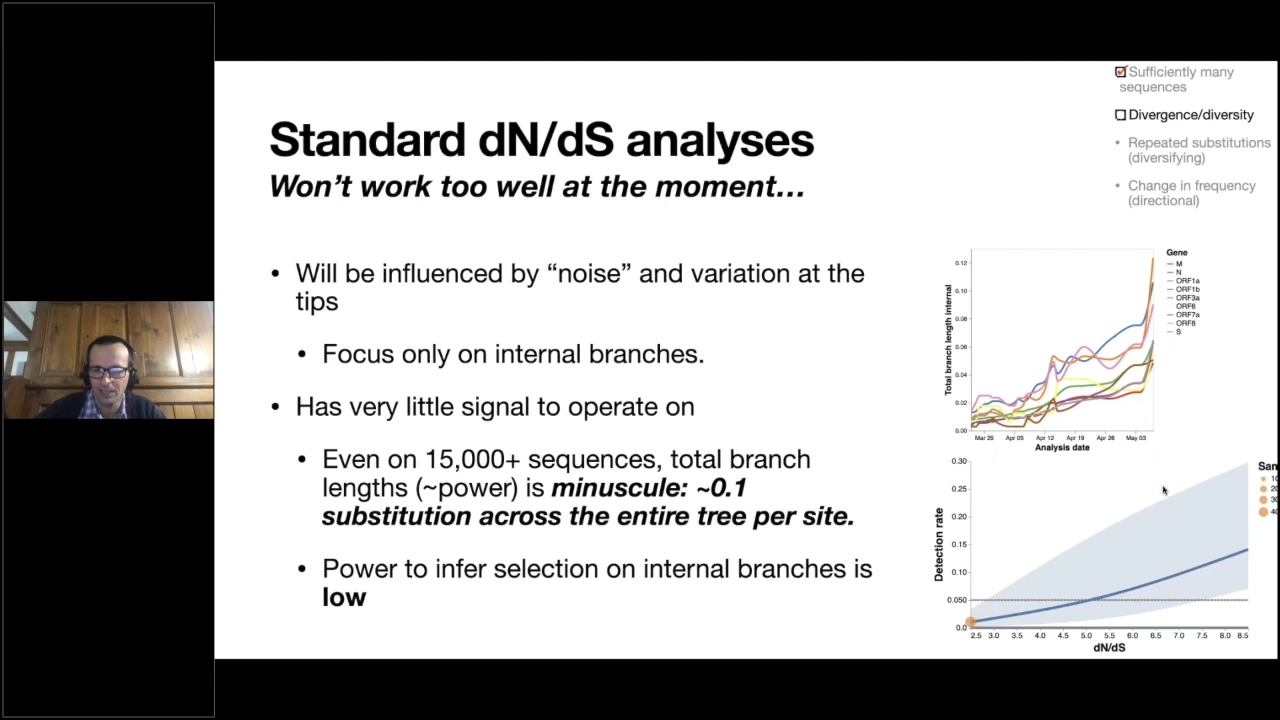 Sufficiently many
sequences
Divergence/diversity
• Repeated substitutions
(diversifying)
• Change in frequency
(directional)
Standard dN/dS analyses
Won’t work too well at the moment…
• Will be influenced by “noise” and variation at the
tips
• Focus only on internal branches.
• Has very little signal to operate on
• Even on 15,000+ sequences, total branch
lengths (~power) is minuscule: ~0.1
substitution across the entire tree per site.
• Power to infer selection on internal branches is
low
Total branch length internal
0.12
0.10
0.08
0.06
0.04
0.02
0.00
Mar 29 Apr 05 Apr 12 Apr 19 Apr 26 May 03
Analysis date
Gene
M
N
ORF1a
ORF1b
ORF3a
ORF6
ORF7a
ORF8
S
Detection rate
0.30
0.25
0.20
0.15
0.10
0.050
0.0
2.5 3.0 3.5 4.0 4.5 5.0 5.5 6.0 6.5 7.0 7.5 8.0 8.5
dN/dS